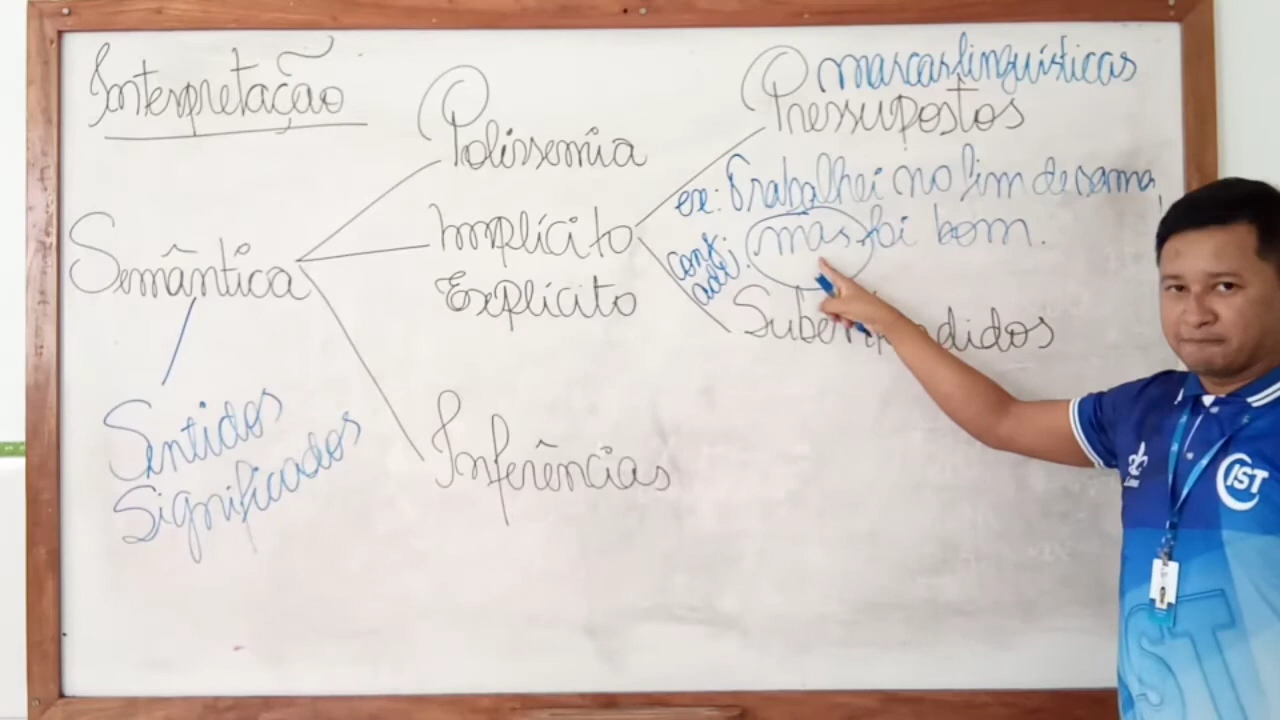 Interpretação
Semântica
Sentidos
Significados
Polissemia
Implícito
Explícito
Inferências
marcas linguísticas
Pressupostos
ex: Trabalhei no fim de semana,
mas foi bom.
conj.
adv.
Subentendidos
IST